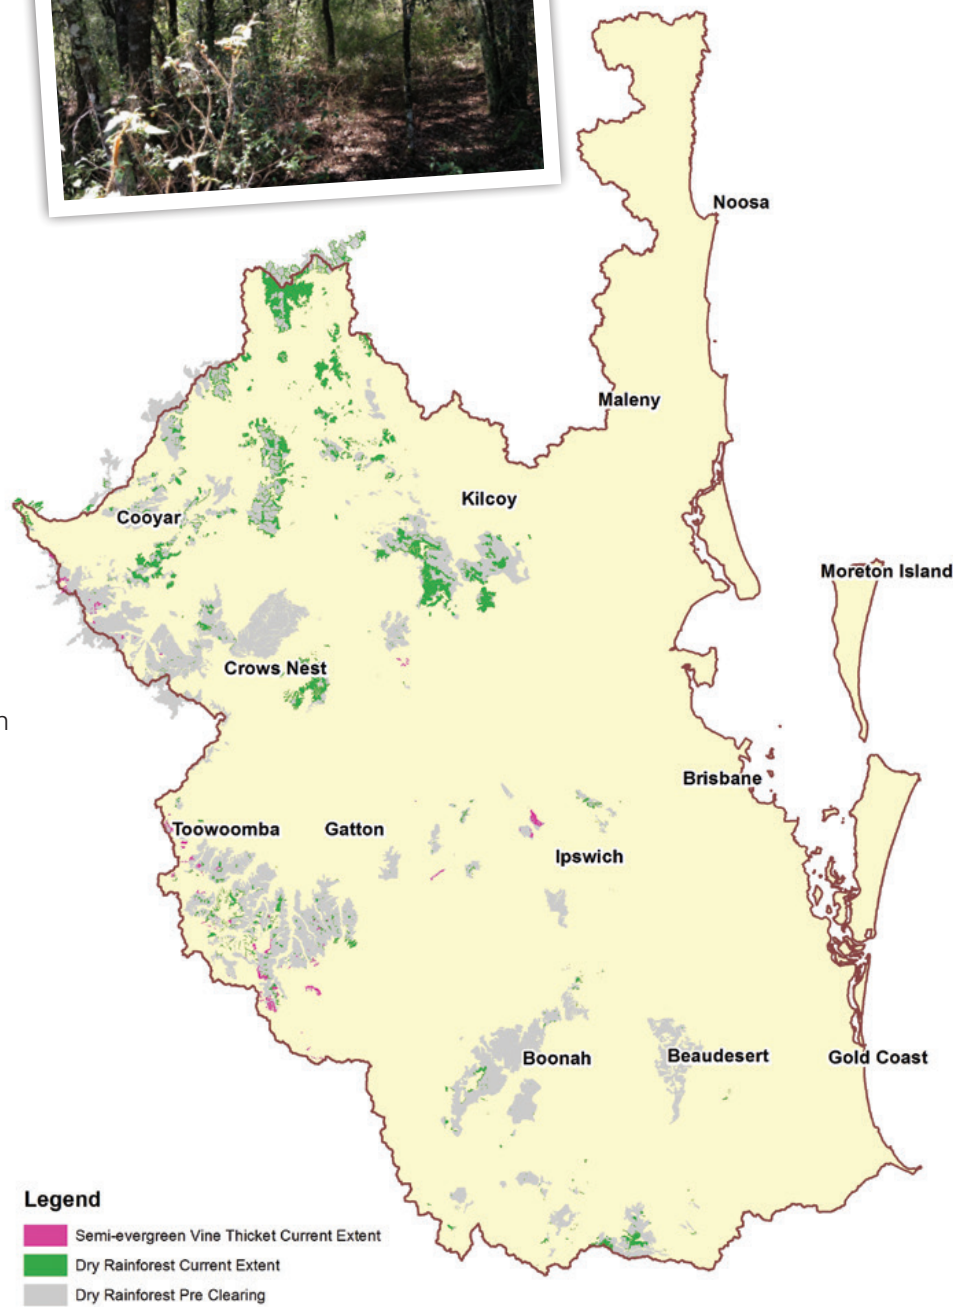 Noosa
Maleny
Kilcoy
Cooyar
Moreton Island
Crows Nest
n
Brisbane
Toowoomba
Gatton
Ipswich
Boonah
Beaudesert
Gold Coast
Legend
Semi-evergreen Vine Thicket Current Extent
Dry Rainforest Current Extent
Dry Rainforest Pre Clearing